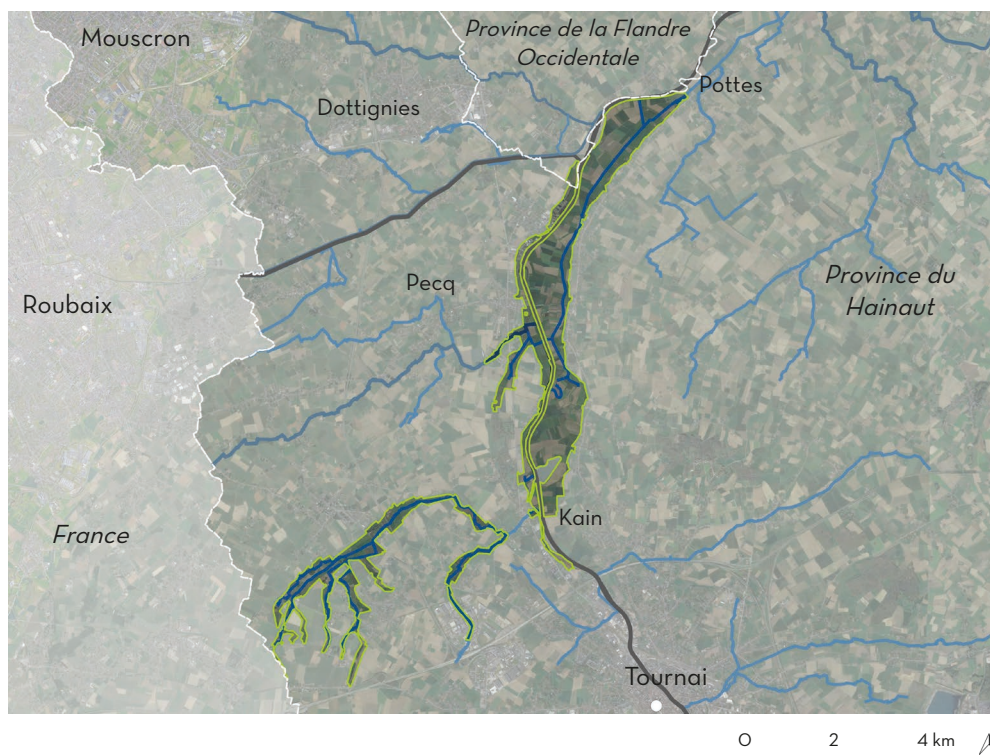 Mouscron
Province de la Flandre
Occidentale
Pottes
Dottignies
Pecq
Province du
Hainaut
Roubaix
France
Kain
Tournai
0 2 4 km